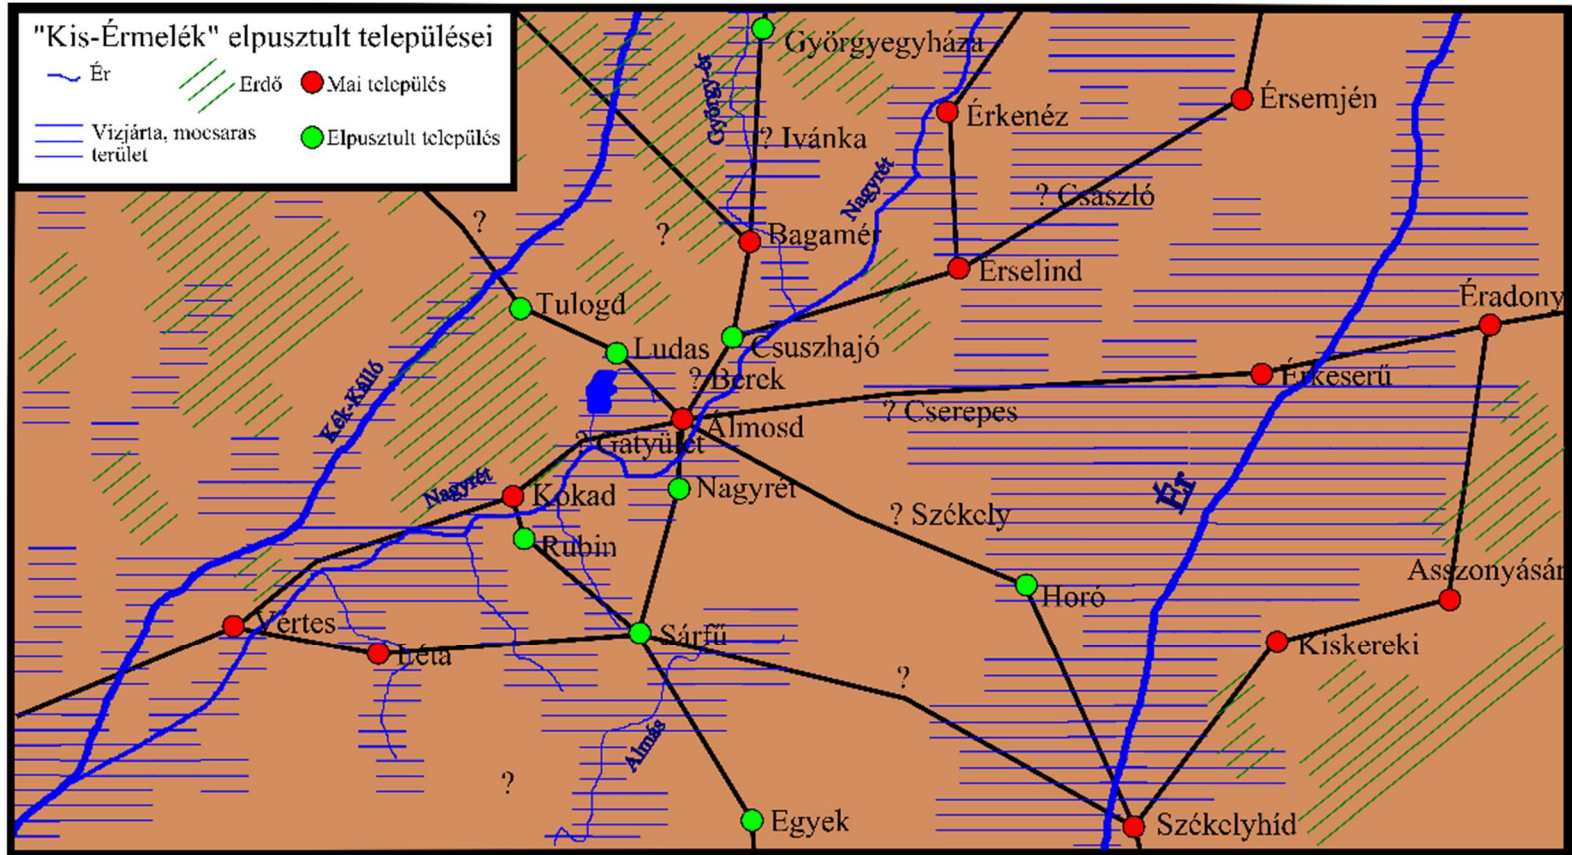 "Kis-Érmelék" elpusztult települései
Ér
Erdő
Mai település
Vizjárta, mocsaras
terület
Elpusztult település
Györgyegyháza
György-ér
? Ivánka
Érkenéz
Érsemjén
Nagyrét
? Császló
?
?
Bagamér
Érselind
Tulogd
Éradony
Ludas
Csuszhajó
? Berek
Érkeserű
Kék-Kálló
? Cserepes
Álmosd
? Gatyület
Nagyrét
Kokad
Nagyrét
Ér
? Székely
Rubin
Asszonyásár
Horó
Vértes
Léta
Sárfű
Kiskereki
?
Álmás
?
Egyek
Székelyhíd